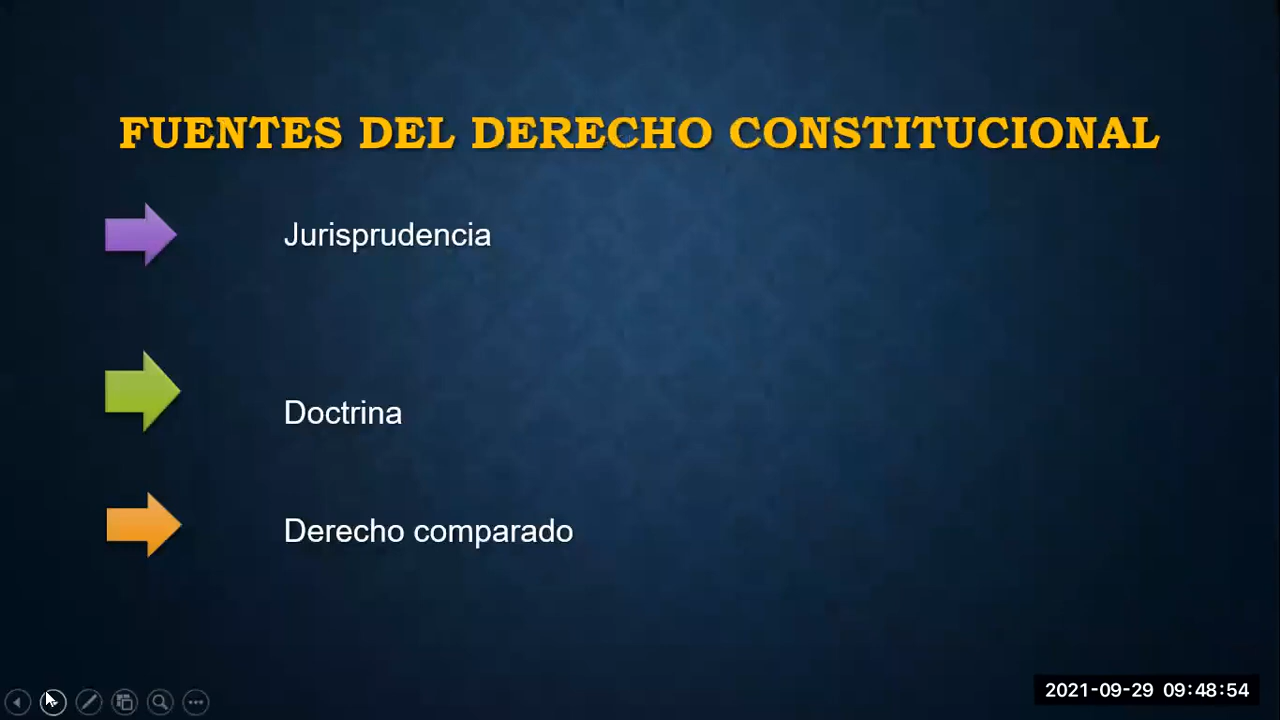 FUENTES DEL DERECHO CONSTITUCIONAL
Jurisprudencia
Doctrina
Derecho comparado
2021-09-29 09:48:54